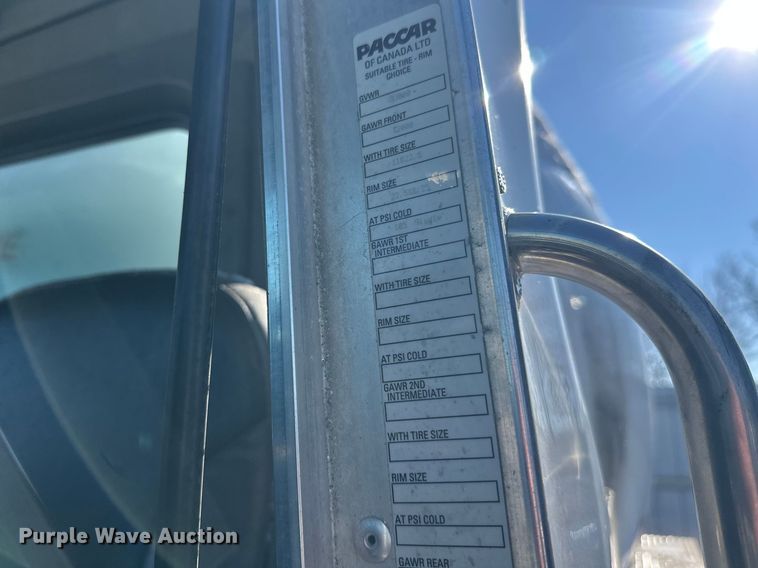 PACCAR
OF CANADA LTD
SUITABLE TIRE - RIM
CHOICE
GVWR
GAWR FRONT
WITH TIRE SIZE
RIM SIZE
AT PSI COLD
GAWR 1ST
INTERMEDIATE
WITH TIRE SIZE
RIM SIZE
AT PSI COLD
GAWR 2ND
INTERMEDIATE
WITH TIRE SIZE
RIM SIZE
AT PSI COLD
GAWR REAR
Purple Wave Auction